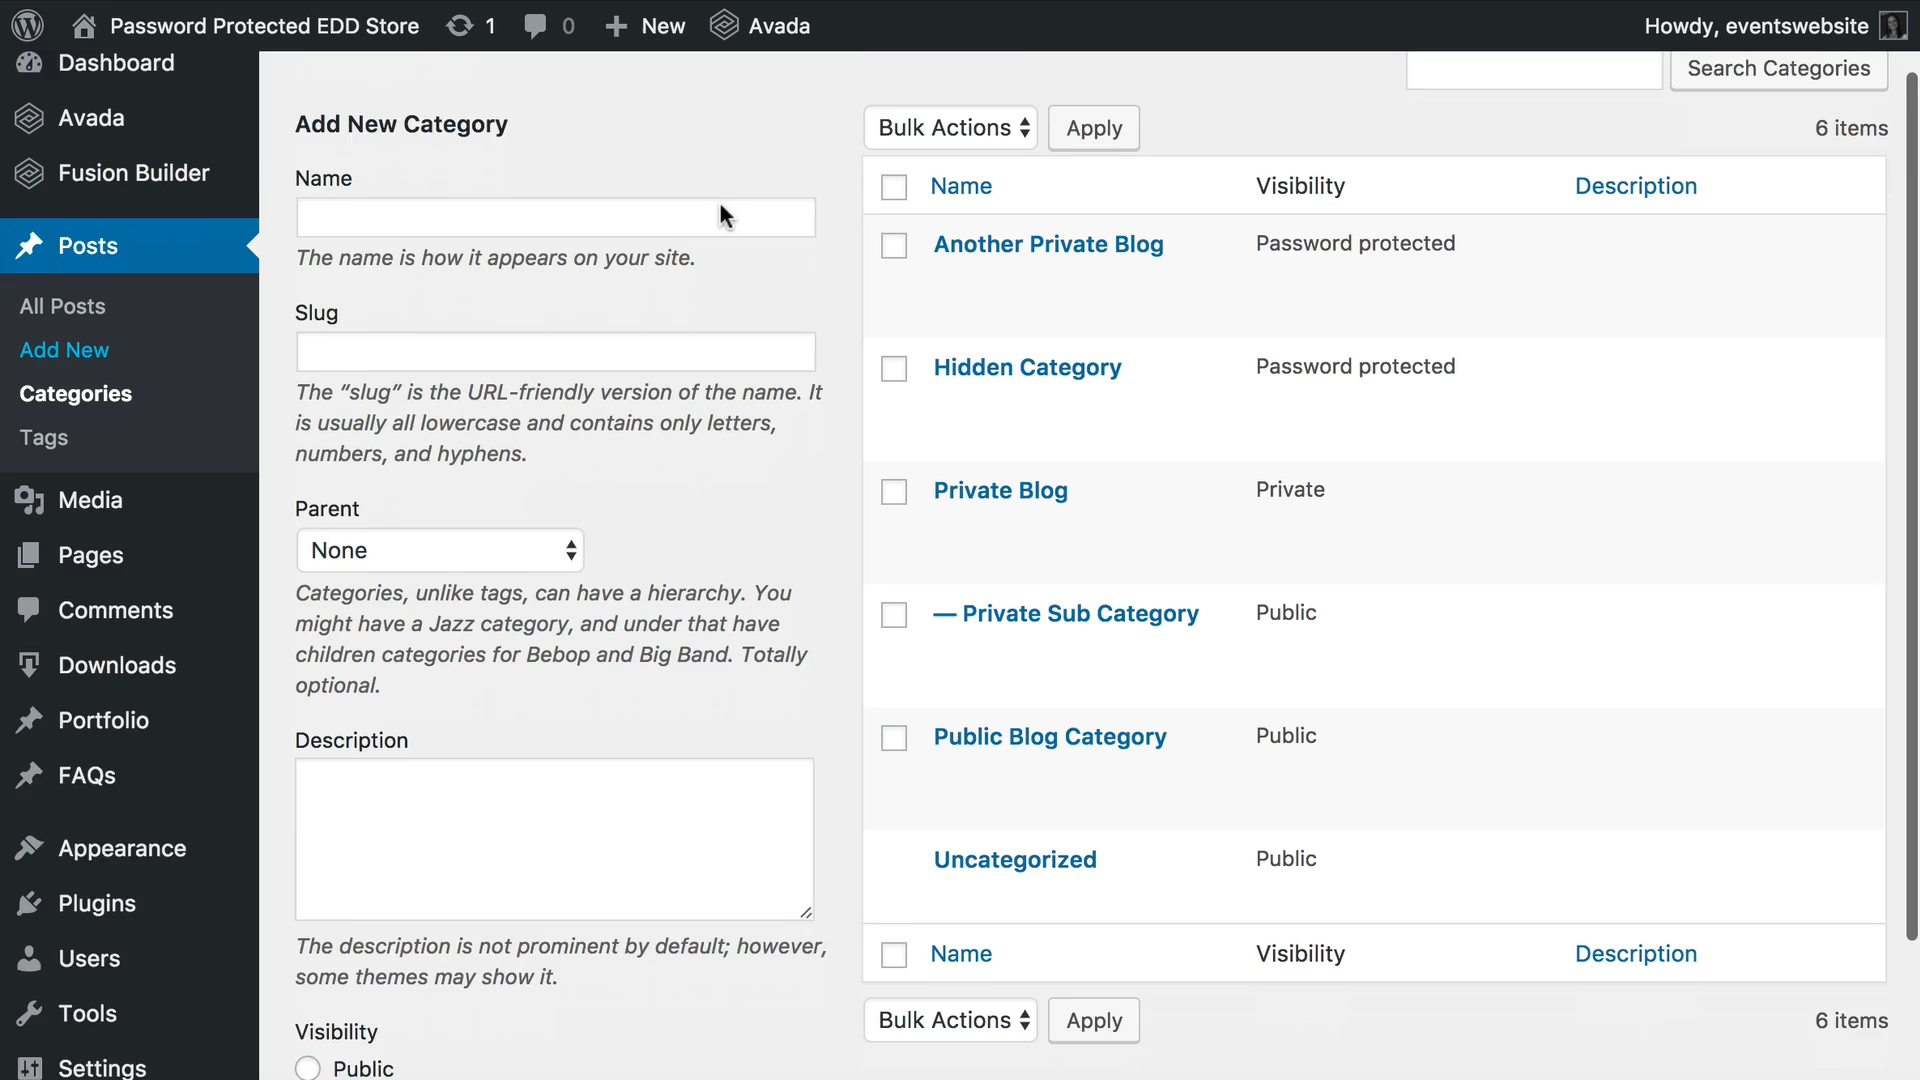 Password Protected EDD Store 1 0 New Avada Howdy, eventswebsite
Dashboard
Avada
Fusion Builder
Posts
All Posts
Add New
Categories
Tags
Media
Pages
Comments
Downloads
Portfolio
FAQs
Appearance
Plugins
Users
Tools
Settings
Add New Category
Name
The name is how it appears on your site.
Slug
The “slug” is the URL-friendly version of the name. It
is usually all lowercase and contains only letters,
numbers, and hyphens.
Parent
None
Categories, unlike tags, can have a hierarchy. You
might have a Jazz category, and under that have
children categories for Bebop and Big Band. Totally
optional.
Description
The description is not prominent by default; however,
some themes may show it.
Visibility
Public
Search Categories
Bulk Actions Apply 6 items
Name Visibility Description
Another Private Blog Password protected
Hidden Category Password protected
Private Blog Private
— Private Sub Category Public
Public Blog Category Public
Uncategorized Public
Name Visibility Description
Bulk Actions Apply 6 items